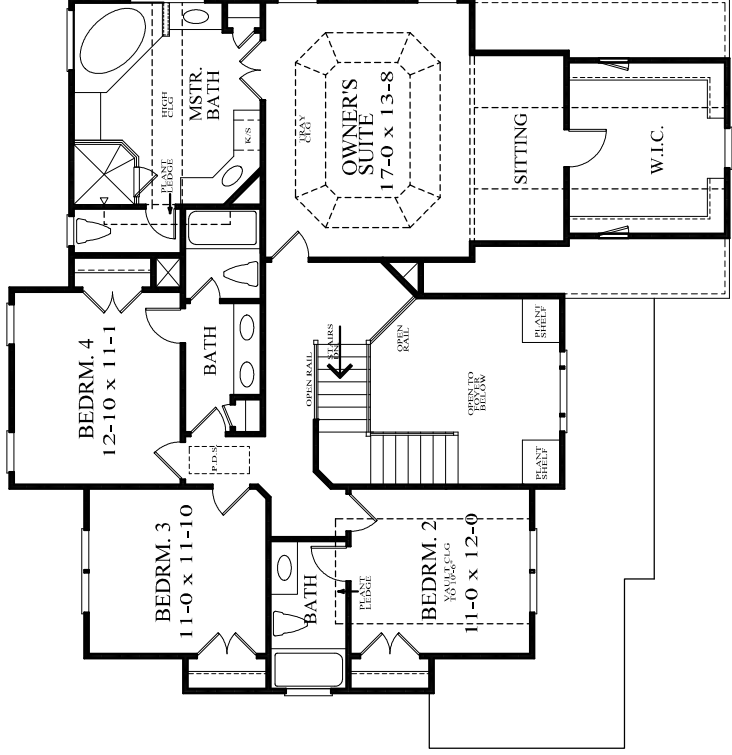 HIGH
CLG
MSTR.
BATH
K/S
PLANT
LEDGE
TRAY
CLG
OWNER'S
SUITE
17-0 x 13-8
SITTING
W.I.C.
BEDRM. 4
12-10 x 11-1
BATH
OPEN RAIL
STAIRS
DN
OPEN
RAIL
OPEN TO
FOYER
BELOW
PLANT
SHELF
PLANT
SHELF
P.D.S
BEDRM. 3
11-0 x 11-10
BATH
PLANT
LEDGE
BEDRM. 2
VAULT CLG
TO 10'-6"
11-0 x 12-0